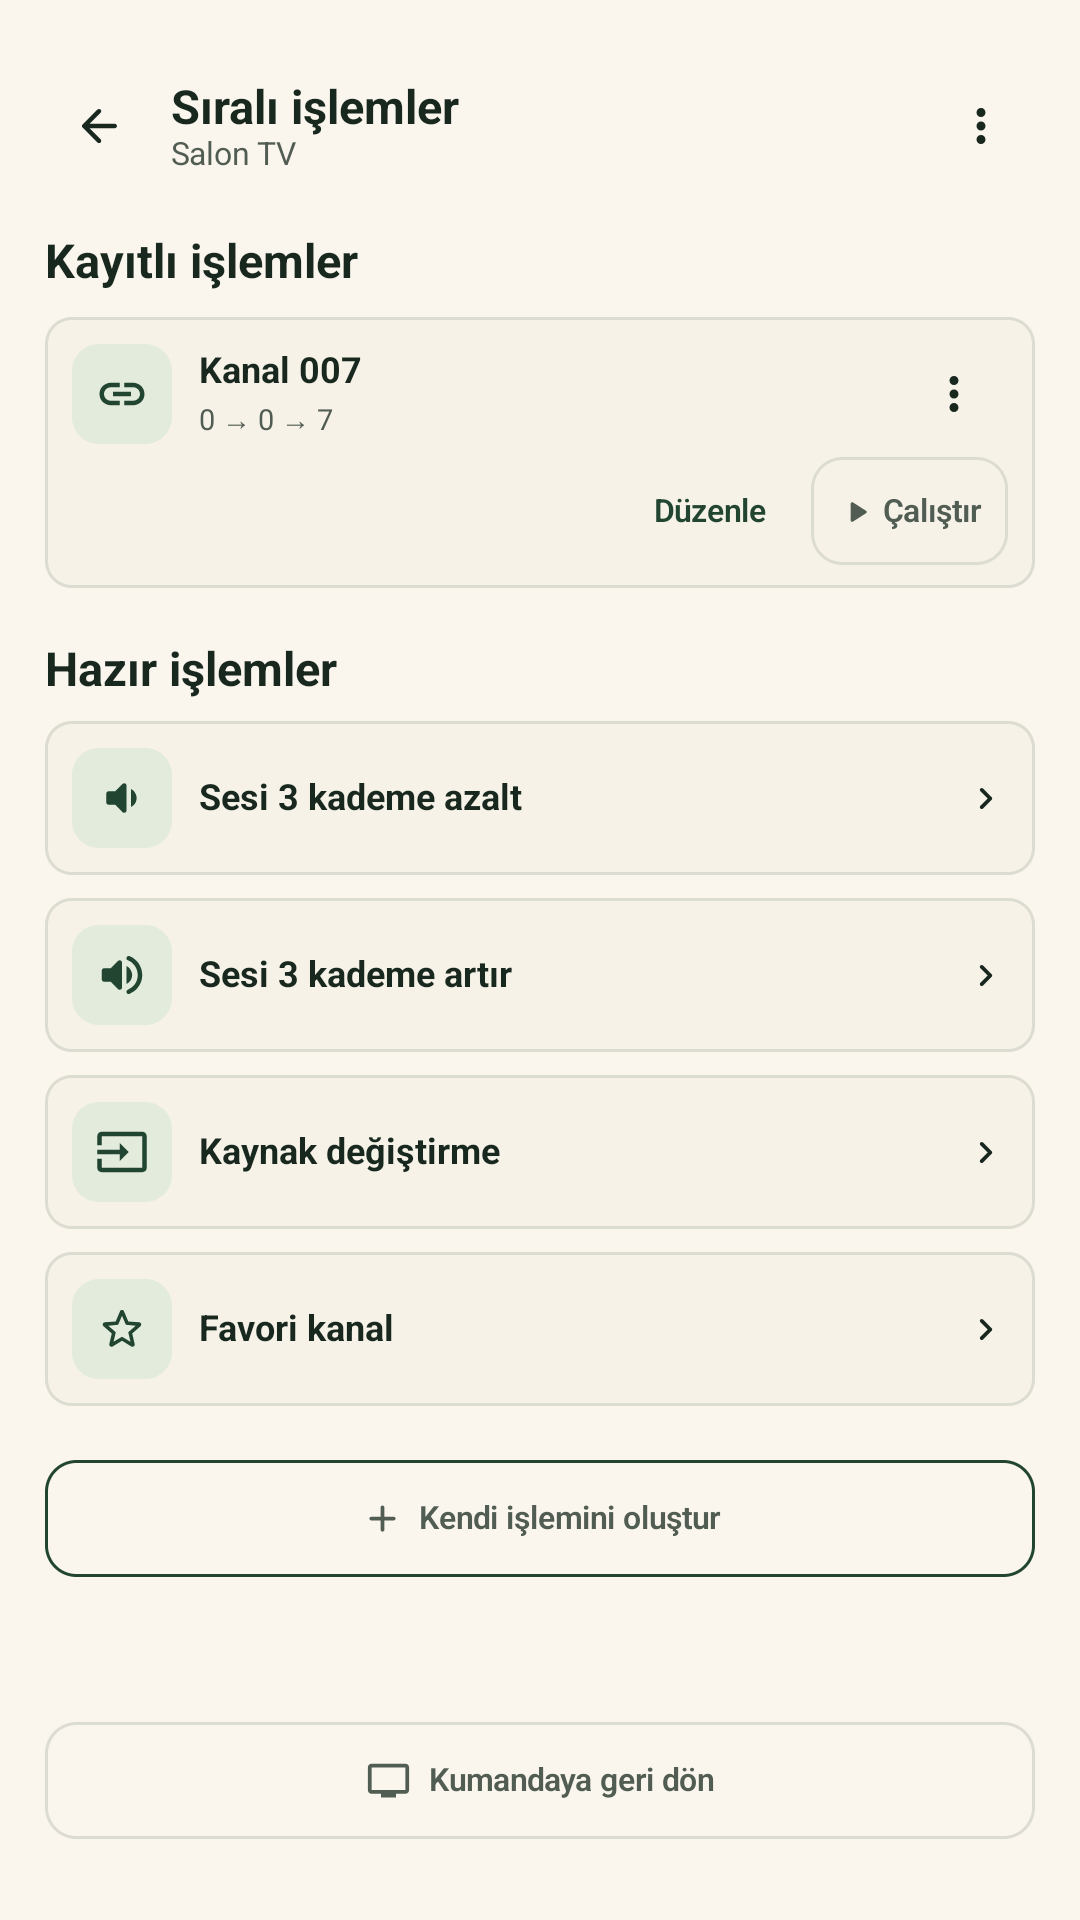 Sıralı işlemler
Salon TV
Kayıtlı işlemler
Kanal 007
0 → 0 → 7
Düzenle
Çalıştır
Hazır işlemler
Sesi 3 kademe azalt
Sesi 3 kademe artır
Kaynak değiştirme
Favori kanal
Kendi işlemini oluştur
Kumandaya geri dön